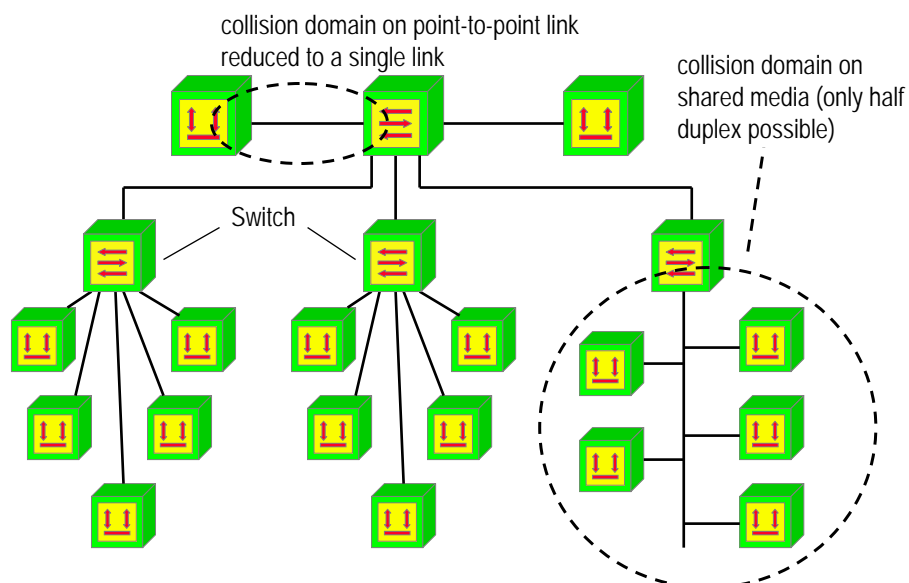 collision domain on point-to-point link
reduced to a single link
collision domain on
shared media (only half
duplex possible)
Switch